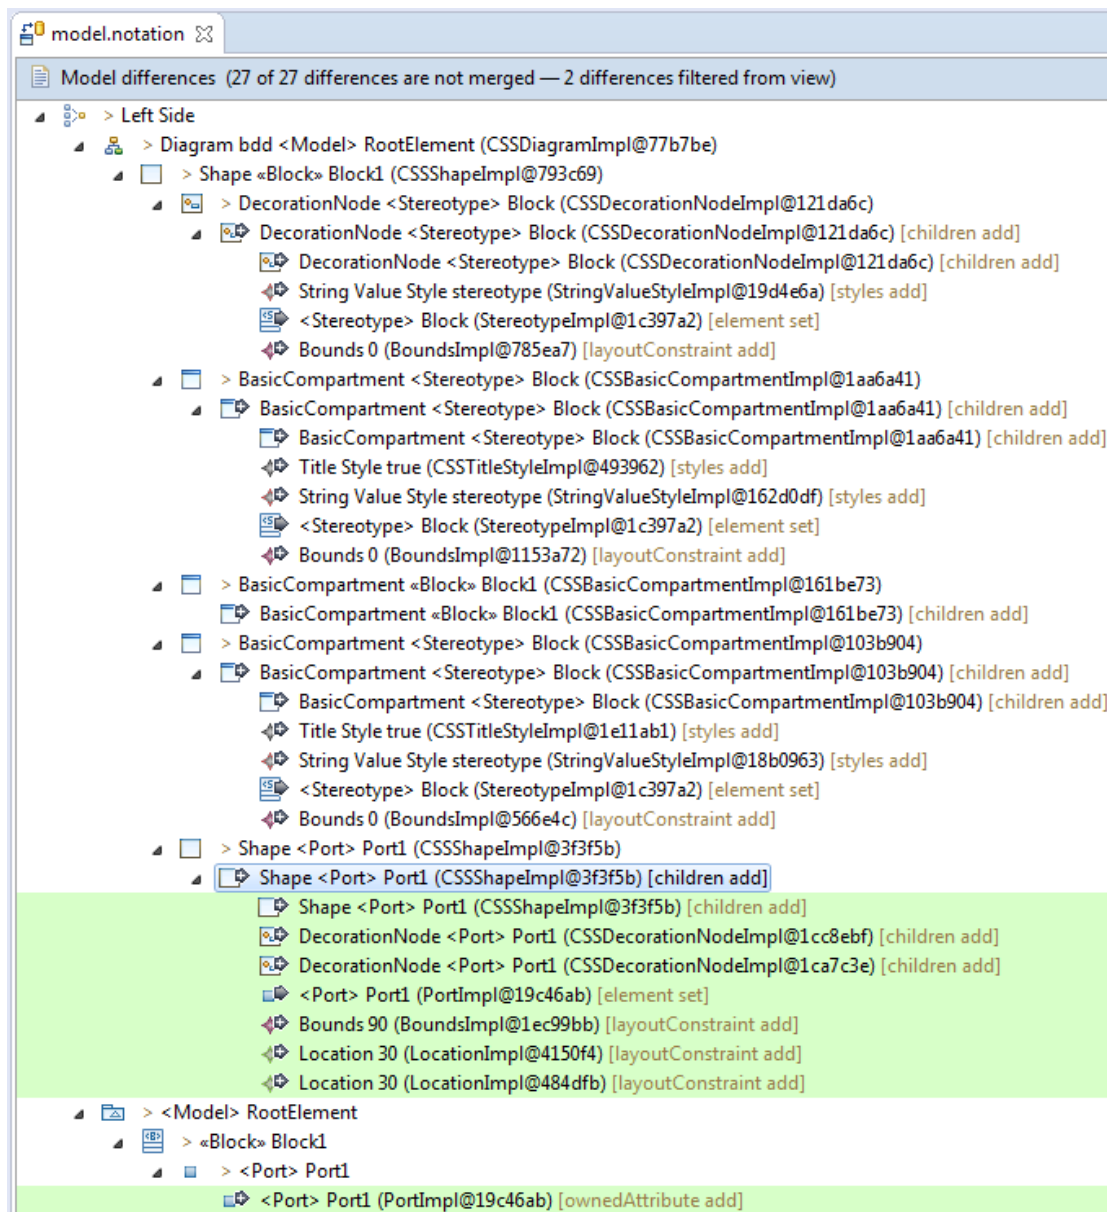 model.notation
Model differences (27 of 27 differences are not merged — 2 differences filtered from view)
> Left Side
> Diagram bdd <Model> RootElement (CSSDiagramImpl@77b7be)
> Shape «Block» Block1 (CSSShapeImpl@793c69)
> DecorationNode <Stereotype> Block (CSSDecorationNodeImpl@121da6c)
DecorationNode <Stereotype> Block (CSSDecorationNodeImpl@121da6c) [children add]
DecorationNode <Stereotype> Block (CSSDecorationNodeImpl@121da6c) [children add]
String Value Style stereotype (StringValueStyleImpl@19d4e6a) [styles add]
<Stereotype> Block (StereotypeImpl@1c397a2) [element set]
Bounds 0 (BoundsImpl@785ea7) [layoutConstraint add]
> BasicCompartment <Stereotype> Block (CSSBasicCompartmentImpl@1aa6a41)
BasicCompartment <Stereotype> Block (CSSBasicCompartmentImpl@1aa6a41) [children add]
BasicCompartment <Stereotype> Block (CSSBasicCompartmentImpl@1aa6a41) [children add]
Title Style true (CSSTitleStyleImpl@493962) [styles add]
String Value Style stereotype (StringValueStyleImpl@162d0df) [styles add]
<Stereotype> Block (StereotypeImpl@1c397a2) [element set]
Bounds 0 (BoundsImpl@1153a72) [layoutConstraint add]
> BasicCompartment «Block» Block1 (CSSBasicCompartmentImpl@161be73)
BasicCompartment «Block» Block1 (CSSBasicCompartmentImpl@161be73) [children add]
> BasicCompartment <Stereotype> Block (CSSBasicCompartmentImpl@103b904)
BasicCompartment <Stereotype> Block (CSSBasicCompartmentImpl@103b904) [children add]
BasicCompartment <Stereotype> Block (CSSBasicCompartmentImpl@103b904) [children add]
Title Style true (CSSTitleStyleImpl@1e11ab1) [styles add]
String Value Style stereotype (StringValueStyleImpl@18b0963) [styles add]
<Stereotype> Block (StereotypeImpl@1c397a2) [element set]
Bounds 0 (BoundsImpl@566e4c) [layoutConstraint add]
> Shape <Port> Port1 (CSSShapeImpl@3f3f5b)
Shape <Port> Port1 (CSSShapeImpl@3f3f5b) [children add]
Shape <Port> Port1 (CSSShapeImpl@3f3f5b) [children add]
DecorationNode <Port> Port1 (CSSDecorationNodeImpl@1cc8ebf) [children add]
DecorationNode <Port> Port1 (CSSDecorationNodeImpl@1ca7c3e) [children add]
<Port> Port1 (PortImpl@19c46ab) [element set]
Bounds 90 (BoundsImpl@1ec99bb) [layoutConstraint add]
Location 30 (LocationImpl@4150f4) [layoutConstraint add]
Location 30 (LocationImpl@484dfb) [layoutConstraint add]
> <Model> RootElement
> «Block» Block1
> <Port> Port1
<Port> Port1 (PortImpl@19c46ab) [ownedAttribute add]